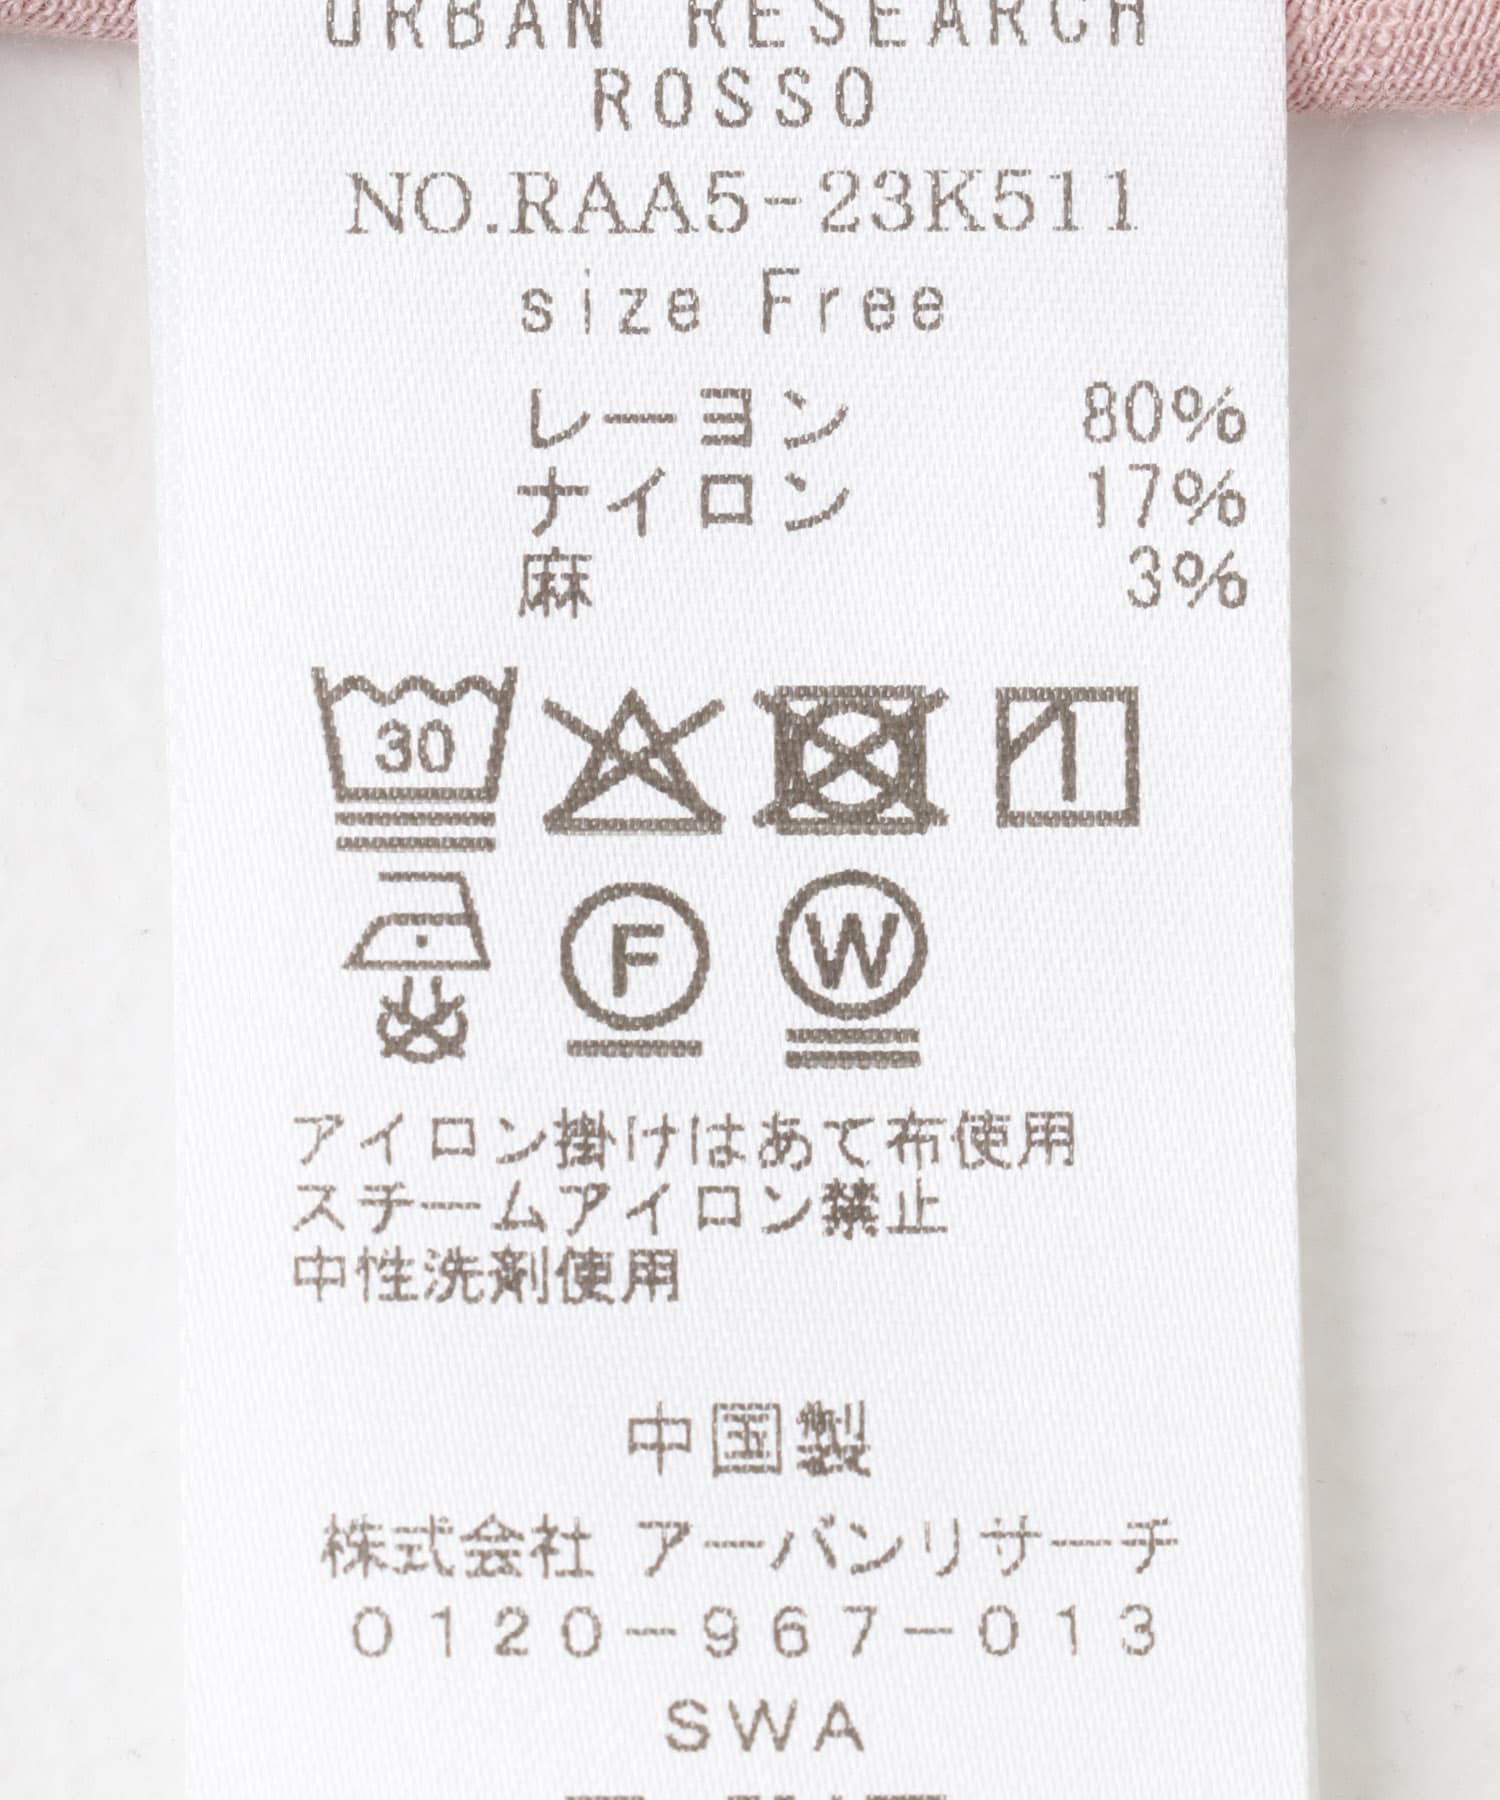 URBAN RESEARCH
ROSSO
NO.RAA5-23K511
size Free
レーヨン 80%
ナイロン 17%
麻 3%
30
F
W
アイロン掛けはあて布使用
スチームアイロン禁止
中性洗剤使用
中国製
株式会社 アーバンリサーチ
0120-967-013
SWA